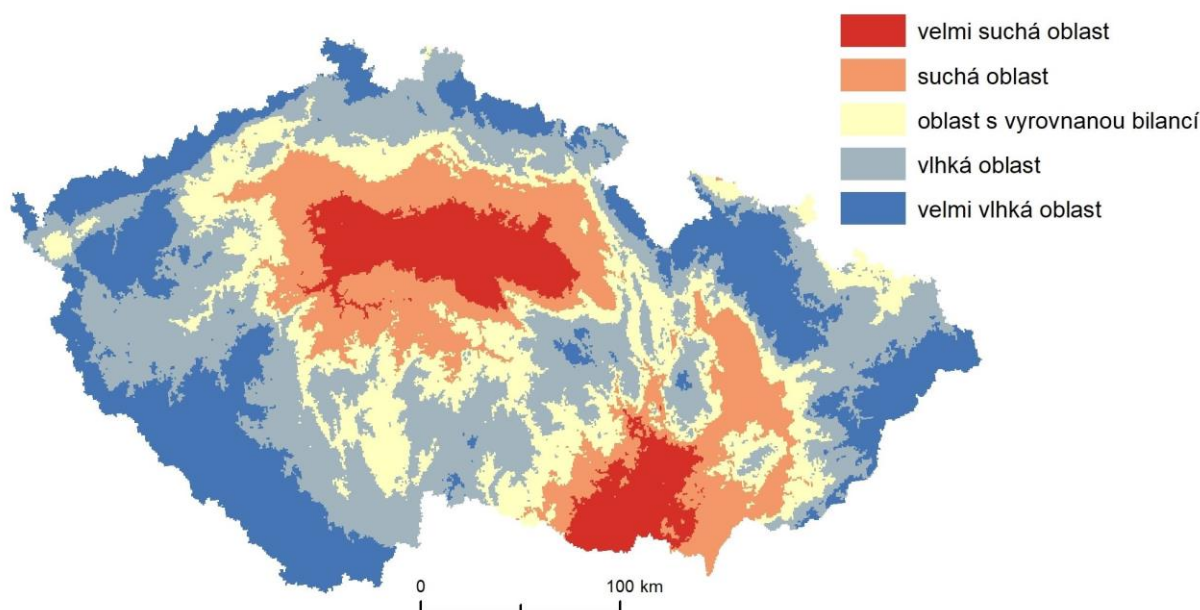 velmi suchá oblast
suchá oblast
oblast s vyrovnanou bilancí
vlhká oblast
velmi vlhká oblast
0 100 km